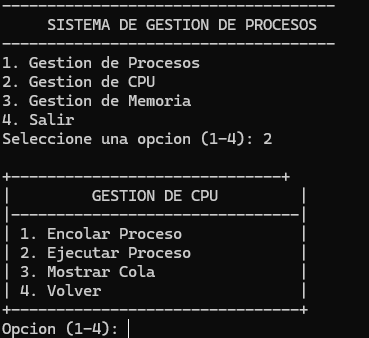 -------------------------------------
SISTEMA DE GESTION DE PROCESOS
-------------------------------------
1. Gestion de Procesos
2. Gestion de CPU
3. Gestion de Memoria
4. Salir
Seleccione una opcion (1-4): 2
+------------------------------+
| GESTION DE CPU |
|--------------------------------|
| 1. Encolar Proceso |
| 2. Ejecutar Proceso |
| 3. Mostrar Cola |
| 4. Volver |
+--------------------------------+
Opcion (1-4):